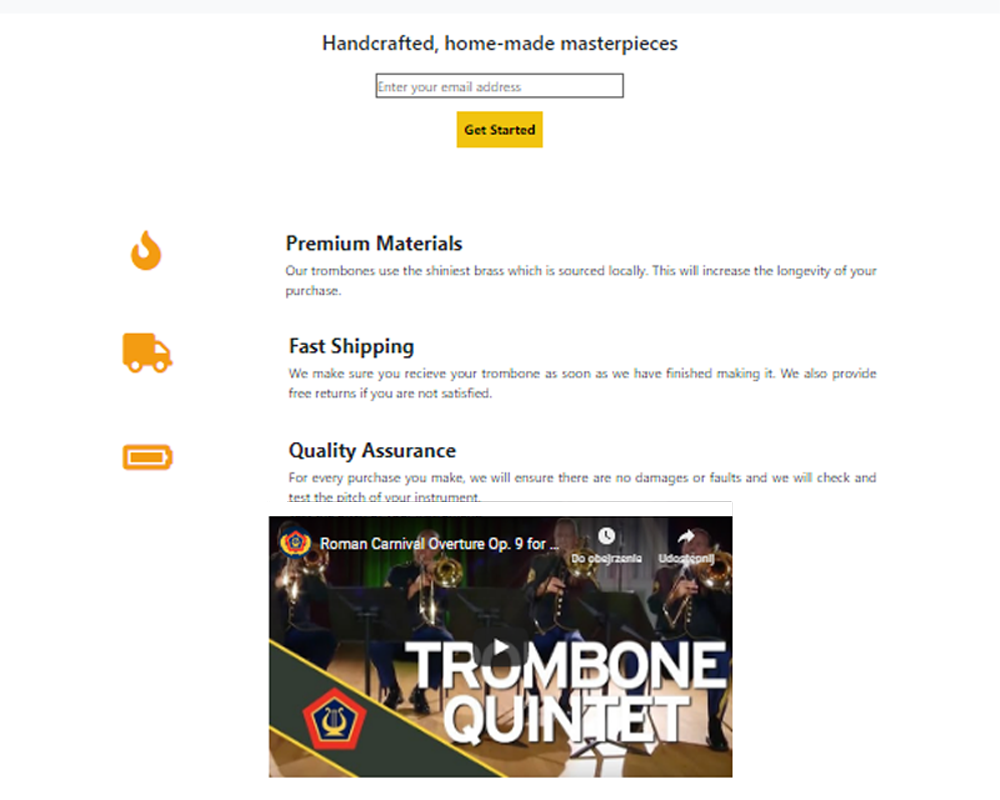 Handcrafted, home-made masterpieces
Enter your email address
Get Started
Premium Materials
Our trombones use the shiniest brass which is sourced locally. This will increase the longevity of your
purchase.
Fast Shipping
We make sure you recieve your trombone as soon as we have finished making it. We also provide
free returns if you are not satisfied.
Quality Assurance
For every purchase you make, we will ensure there are no damages or faults and we will check and
test the pitch of your instrument.
Roman Carnival Overture Op. 9 for ...
Do obejrzenia
Udostępnij
TROMBONE
QUINTET